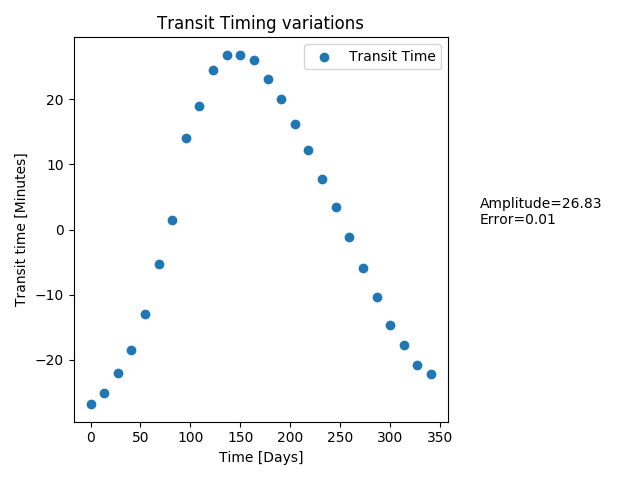 Transit Timing variations
Transit Time
20
10
0
−10
−20
Transit time [Minutes]
0 50 100 150 200 250 300 350
Time [Days]
Amplitude=26.83
Error=0.01